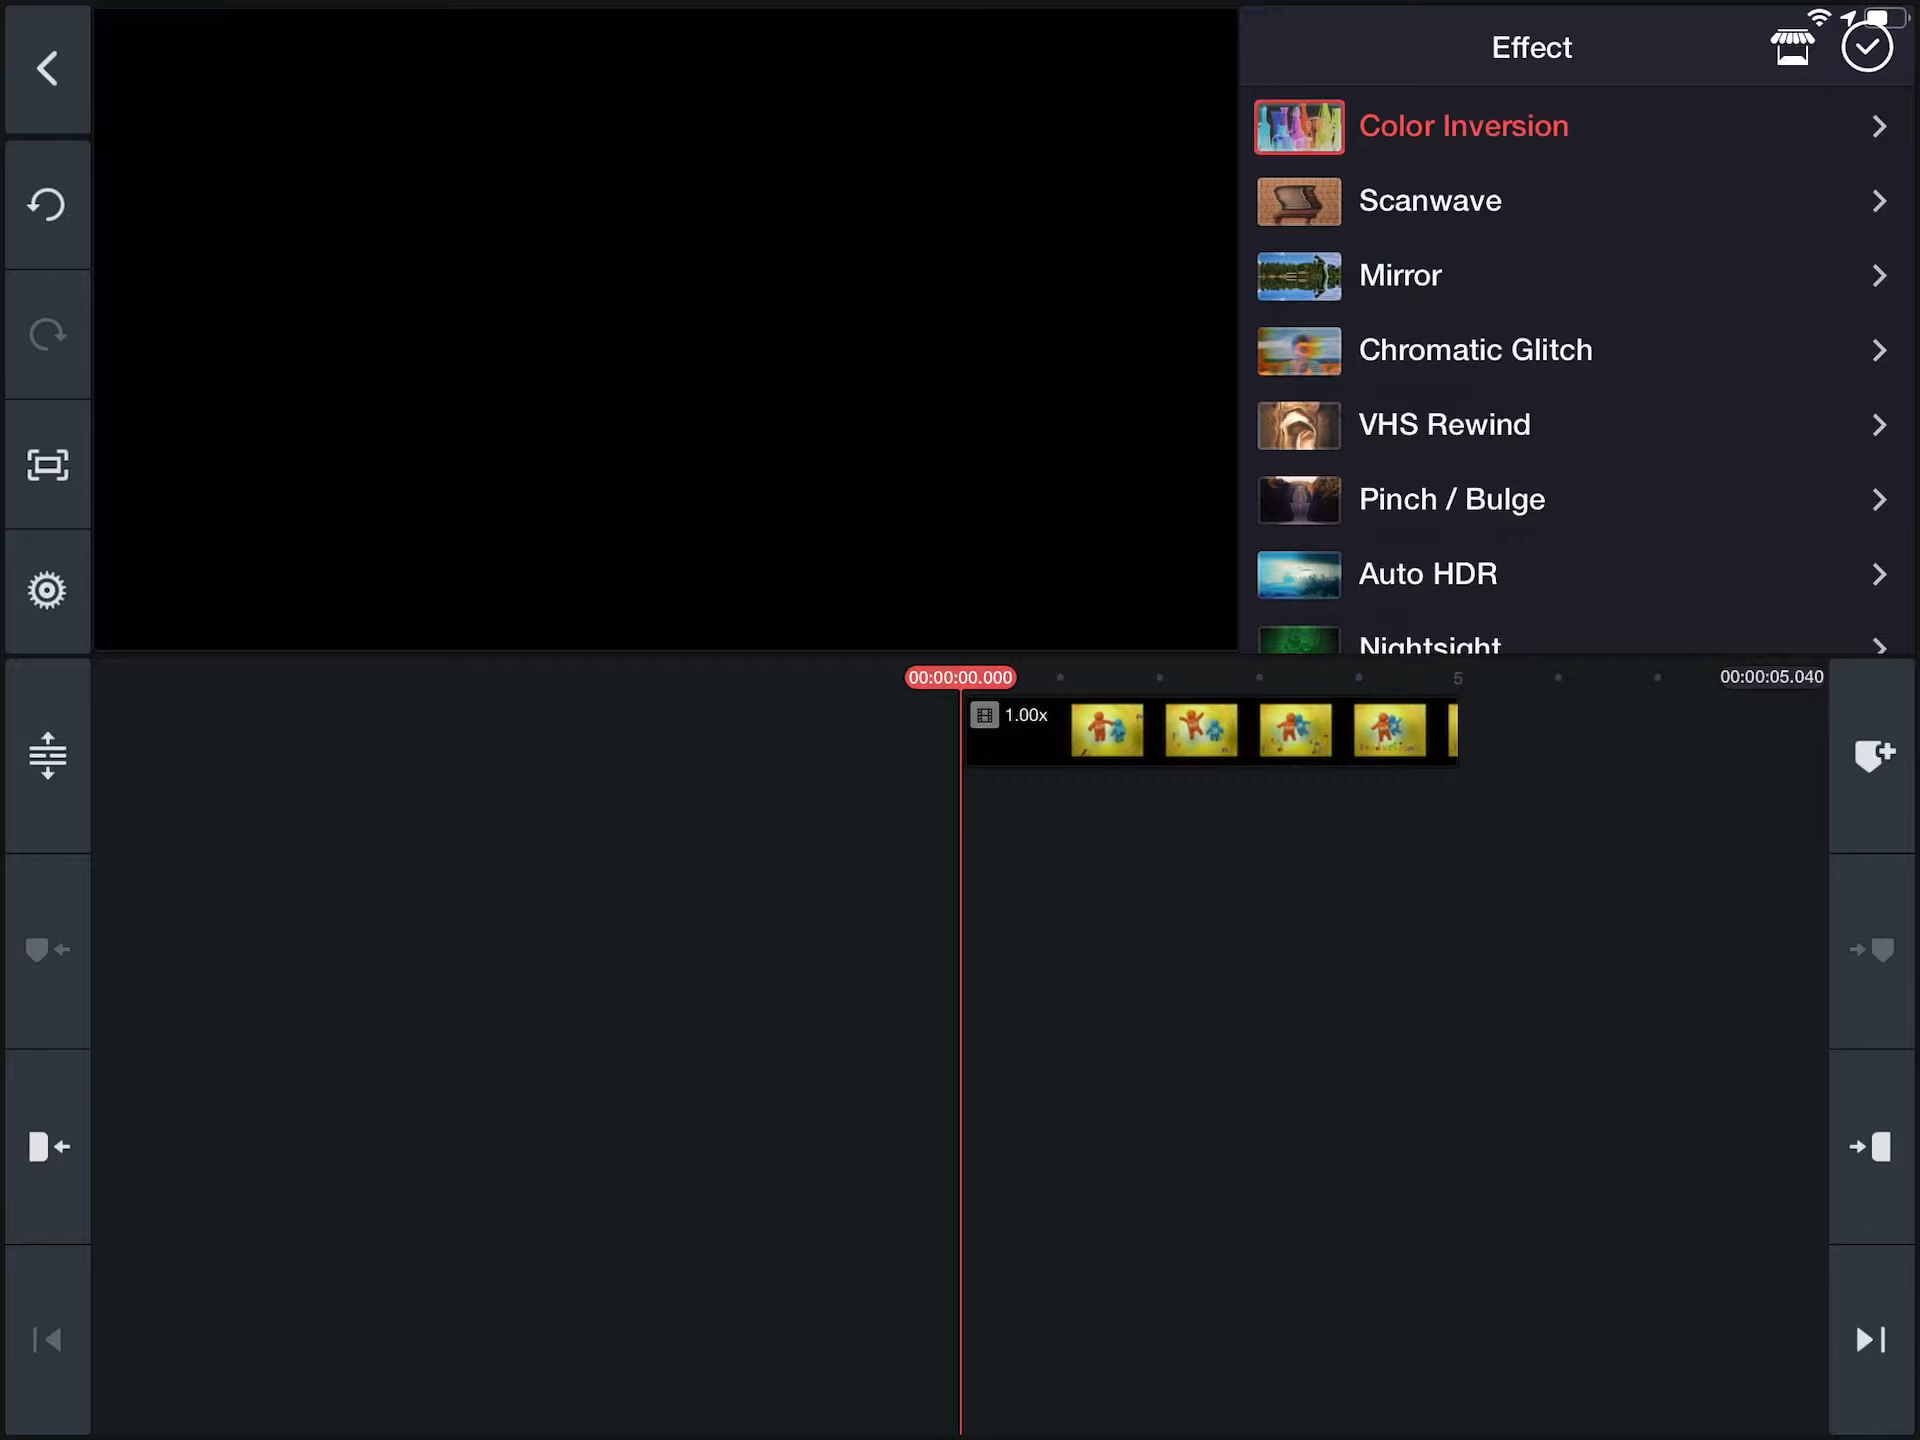 Effect
Color Inversion
Scanwave
Mirror
Chromatic Glitch
VHS Rewind
Pinch / Bulge
Auto HDR
Nightsight
00:00:00.000
5
00:00:05.040
1.00x